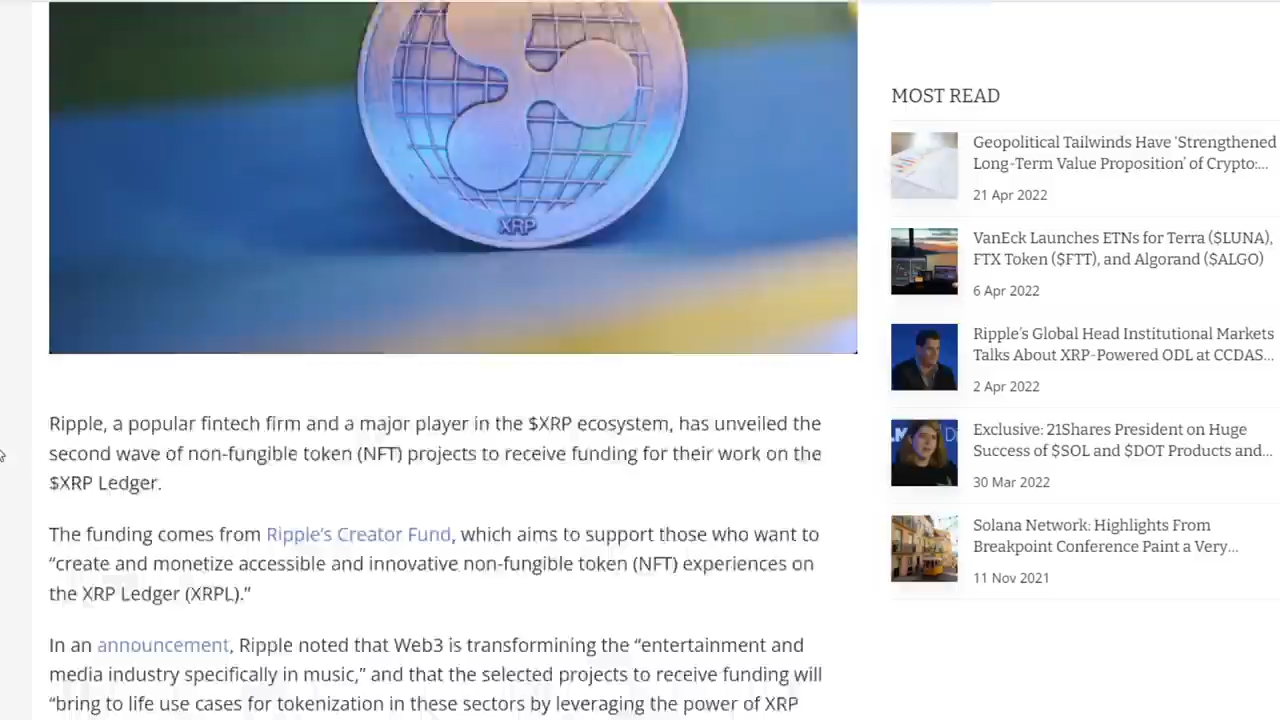 XRP
Ripple, a popular fintech firm and a major player in the $XRP ecosystem, has unveiled the
second wave of non-fungible token (NFT) projects to receive funding for their work on the
$XRP Ledger.
The funding comes from Ripple's Creator Fund, which aims to support those who want to
“create and monetize accessible and innovative non-fungible token (NFT) experiences on
the XRP Ledger (XRPL).”
In an announcement, Ripple noted that Web3 is transforming the “entertainment and
media industry specifically in music,” and that the selected projects to receive funding will
“bring to life use cases for tokenization in these sectors by leveraging the power of XRP
MOST READ
Geopolitical Tailwinds Have ‘Strengthened
Long-Term Value Proposition’ of Crypto:...
21 Apr 2022
VanEck Launches ETNs for Terra ($LUNA),
FTX Token ($FTT), and Algorand ($ALGO)
6 Apr 2022
Ripple’s Global Head Institutional Markets
Talks About XRP-Powered ODL at CCDAS...
2 Apr 2022
Exclusive: 21Shares President on Huge
Success of $SOL and $DOT Products and...
30 Mar 2022
Solana Network: Highlights From
Breakpoint Conference Paint a Very...
11 Nov 2021